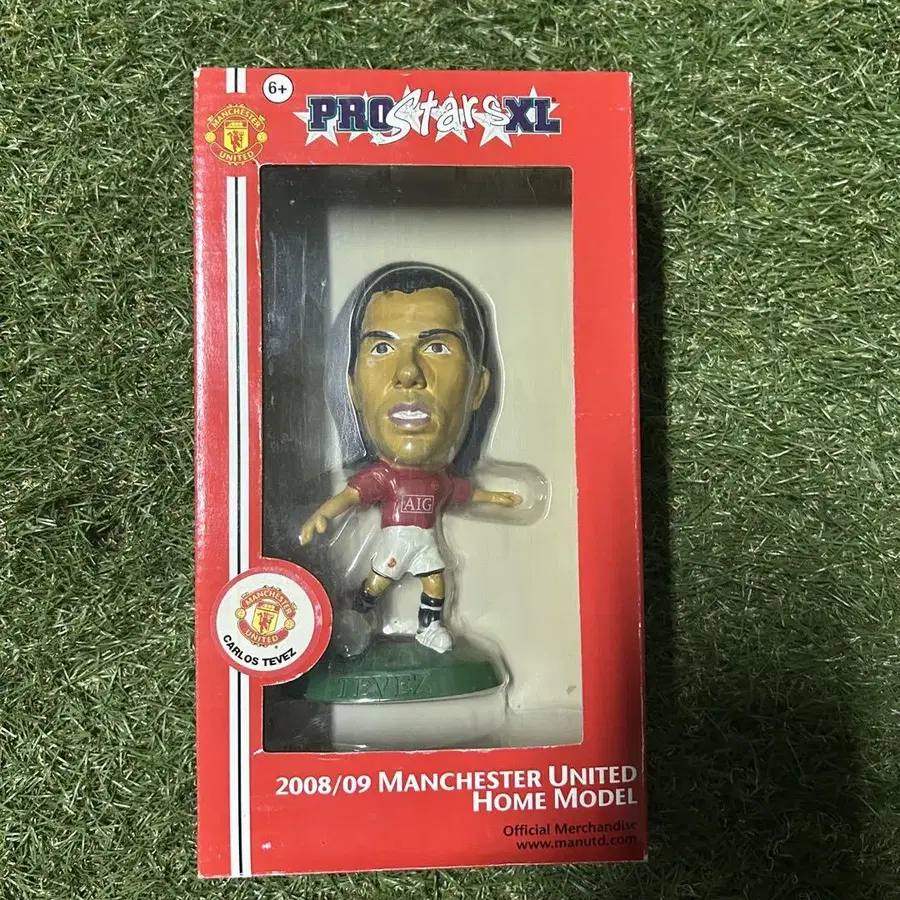 6+
MANCHESTER
UNITED
PROStarsXL
AIG
MANCHESTER
UNITED
CARLOS TEVEZ
TEVEZ
2008/09 MANCHESTER UNITED
HOME MODEL
Official Merchandise
www.manutd.com